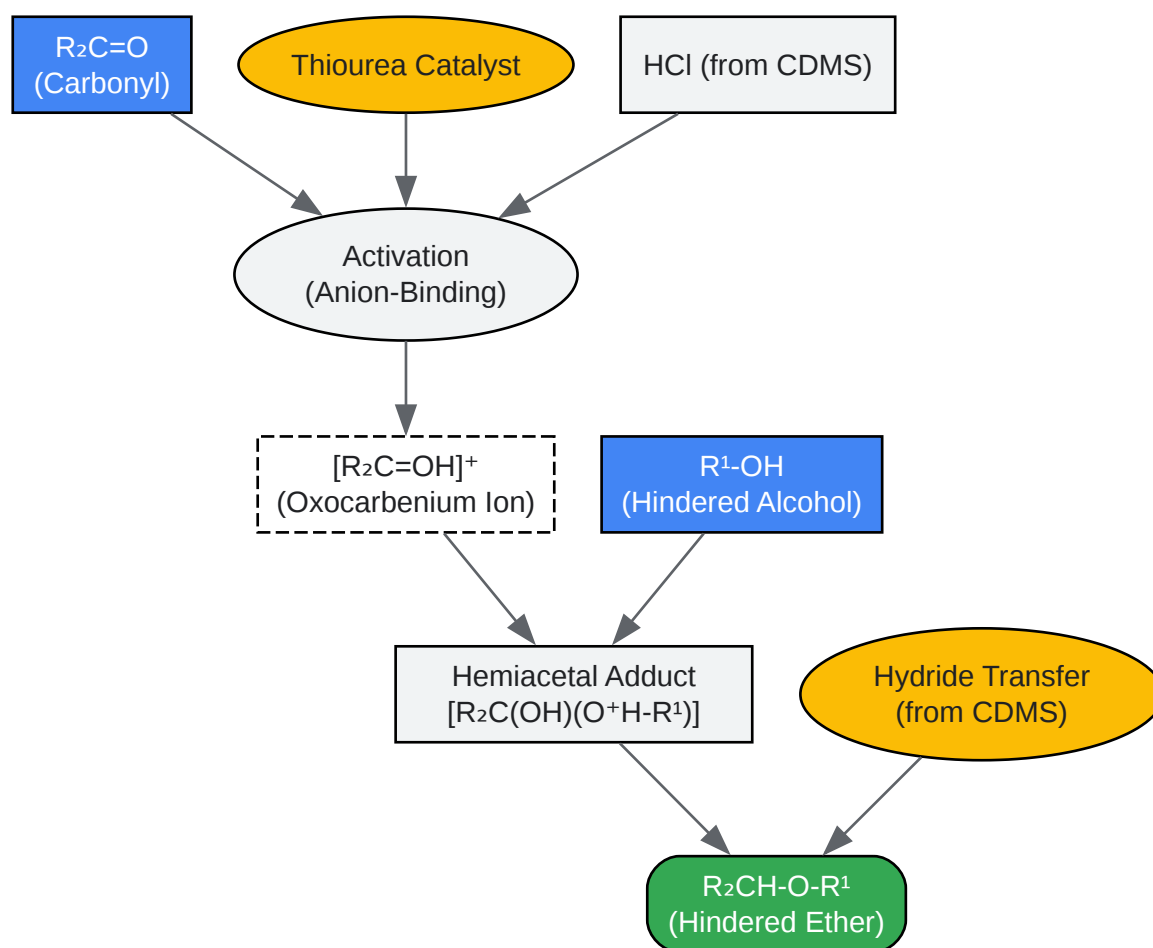 R₂C=O
(Carbonyl)
Thiourea Catalyst
HCl (from CDMS)
Activation
(Anion-Binding)
[R₂C=OH]⁺
(Oxocarbenium Ion)
R¹-OH
(Hindered Alcohol)
Hemiacetal Adduct
[R₂C(OH)(O⁺H-R¹)]
Hydride Transfer
(from CDMS)
R₂CH-O-R¹
(Hindered Ether)